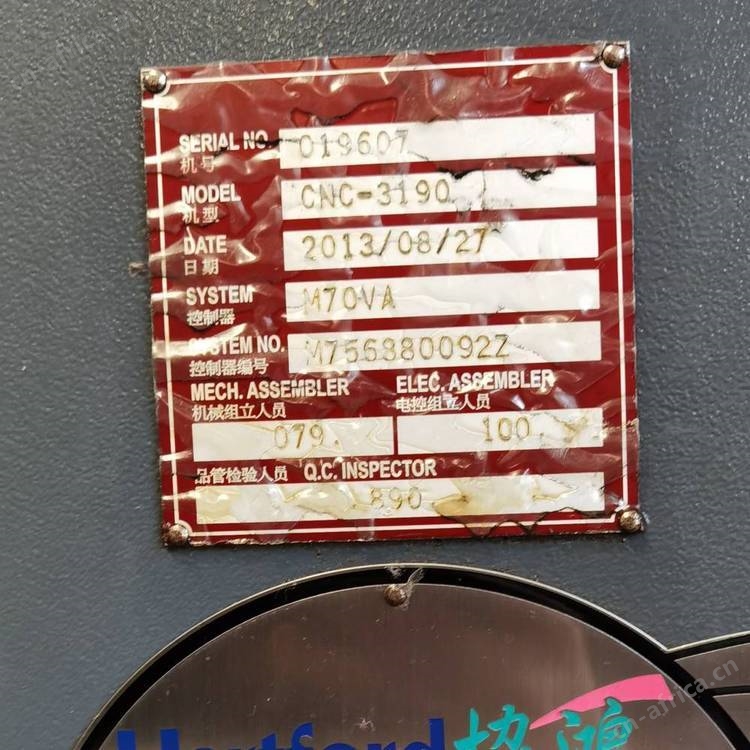 SERIAL NO. 019607
机号
MODEL CNC-3190
机型
DATE 2013/08/27
日期
SYSTEM M70VA
控制器
SYSTEM NO. M756880092Z
控制器编号
MECH. ASSEMBLER ELEC. ASSEMBLER
机械组立人员 电控组立人员
079. 100.
品管检验人员 Q.C. INSPECTOR
890
Hartford 协鸿